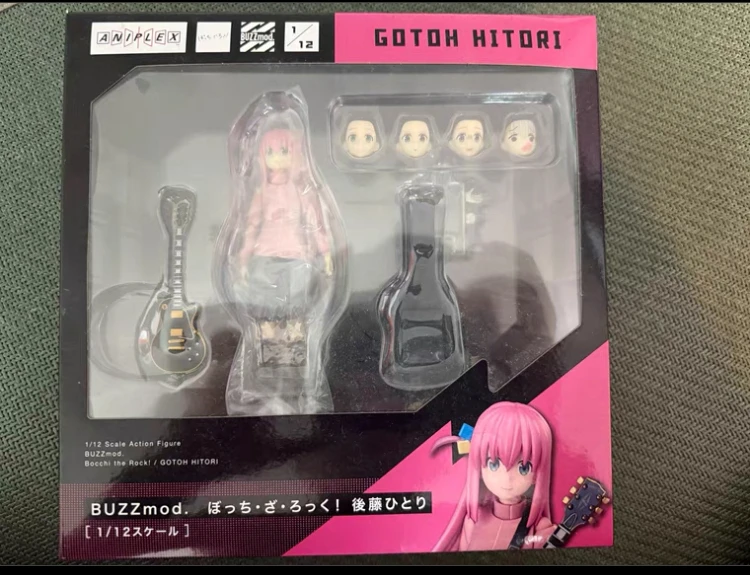 ANIPLEX
BUZZmod.
1/12
GOTOH HITORI
1/12 Scale Action Figure
BUZZmod.
Bocchi the Rock! / GOTOH HITORI
BUZZmod. ぼっち・ざ・ろっく! 後藤ひとり
[ 1/12スケール ]